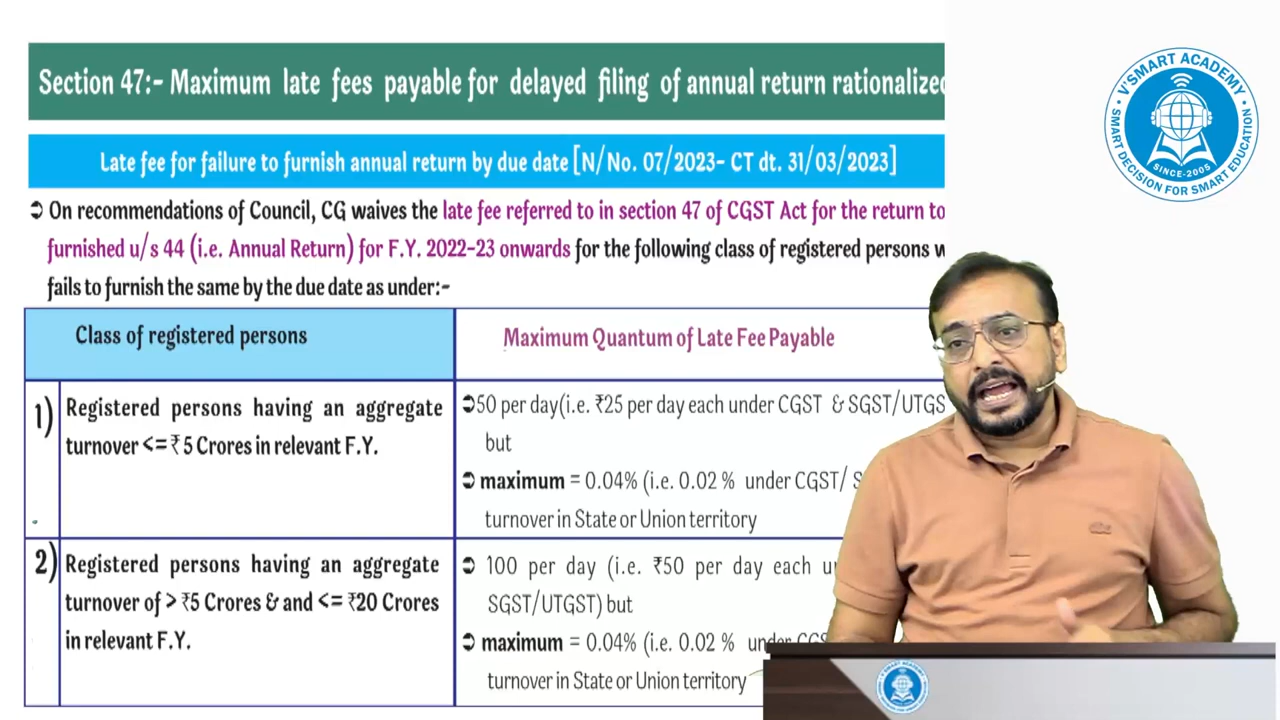 Section 47:- Maximum late fees payable for delayed filing of annual return rationalized
Late fee for failure to furnish annual return by due date [N/No. 07/2023- CT dt. 31/03/2023]
➲ On recommendations of Council, CG waives the late fee referred to in section 47 of CGST Act for the return to
furnished u/s 44 (i.e. Annual Return) for F.Y. 2022-23 onwards for the following class of registered persons
fails to furnish the same by the due date as under:-
Class of registered persons
Maximum Quantum of Late Fee Payable
1) Registered persons having an aggregate
turnover <= ₹ 5 Crores in relevant F.Y.
➲50 per day(i.e. ₹25 per day each under CGST & SGST/UTGS
but
➲ maximum = 0.04% (i.e. 0.02 % under CGST/ S
turnover in State or Union territory
2) Registered persons having an aggregate
turnover of > ₹5 Crores & and <= ₹20 Crores
in relevant F.Y.
➲ 100 per day (i.e. ₹50 per day each u
SGST/UTGST) but
➲ maximum = 0.04% (i.e. 0.02 % under CGS
turnover in State or Union territory
V'SMART ACADEMY
SINCE-2005
SMART DECISION FOR SMART EDUCATION